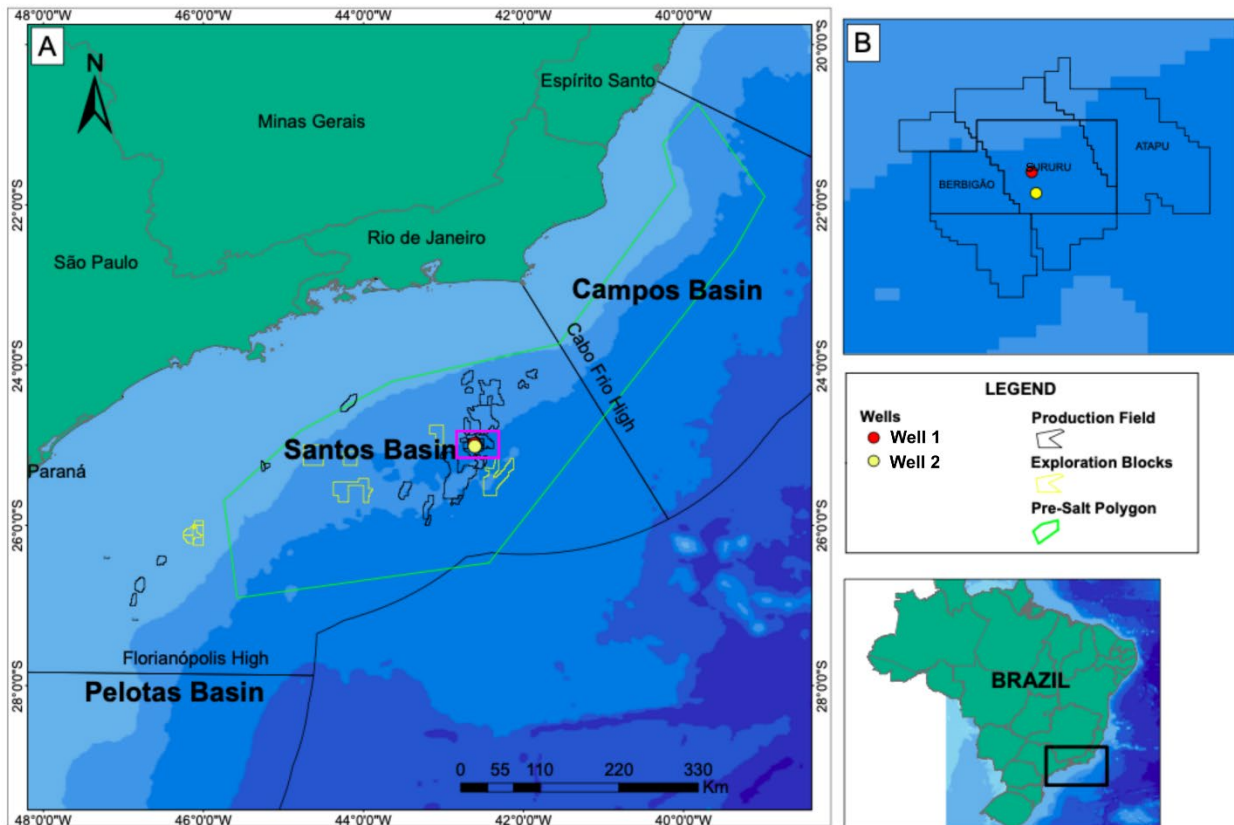 48°0'0"W 46°0'0"W 44°0'0"W 42°0'0"W 40°0'0"W
A
N
Espírito Santo
Minas Gerais
Rio de Janeiro
São Paulo
Campos Basin
Cabo Frio High
Santos Basin
Paraná
Florianópolis High
Pelotas Basin
0 55 110 220 330
Km
20°0'0"S
22°0'0"S
24°0'0"S
26°0'0"S
28°0'0"S
22°0'0"S
24°0'0"S
26°0'0"S
28°0'0"S
48°0'0"W 46°0'0"W 44°0'0"W 42°0'0"W 40°0'0"W
B
ATAPU
SURURU
BERBIGÃO
LEGEND
Wells
Well 1
Well 2
Production Field
Exploration Blocks
Pre-Salt Polygon
BRAZIL